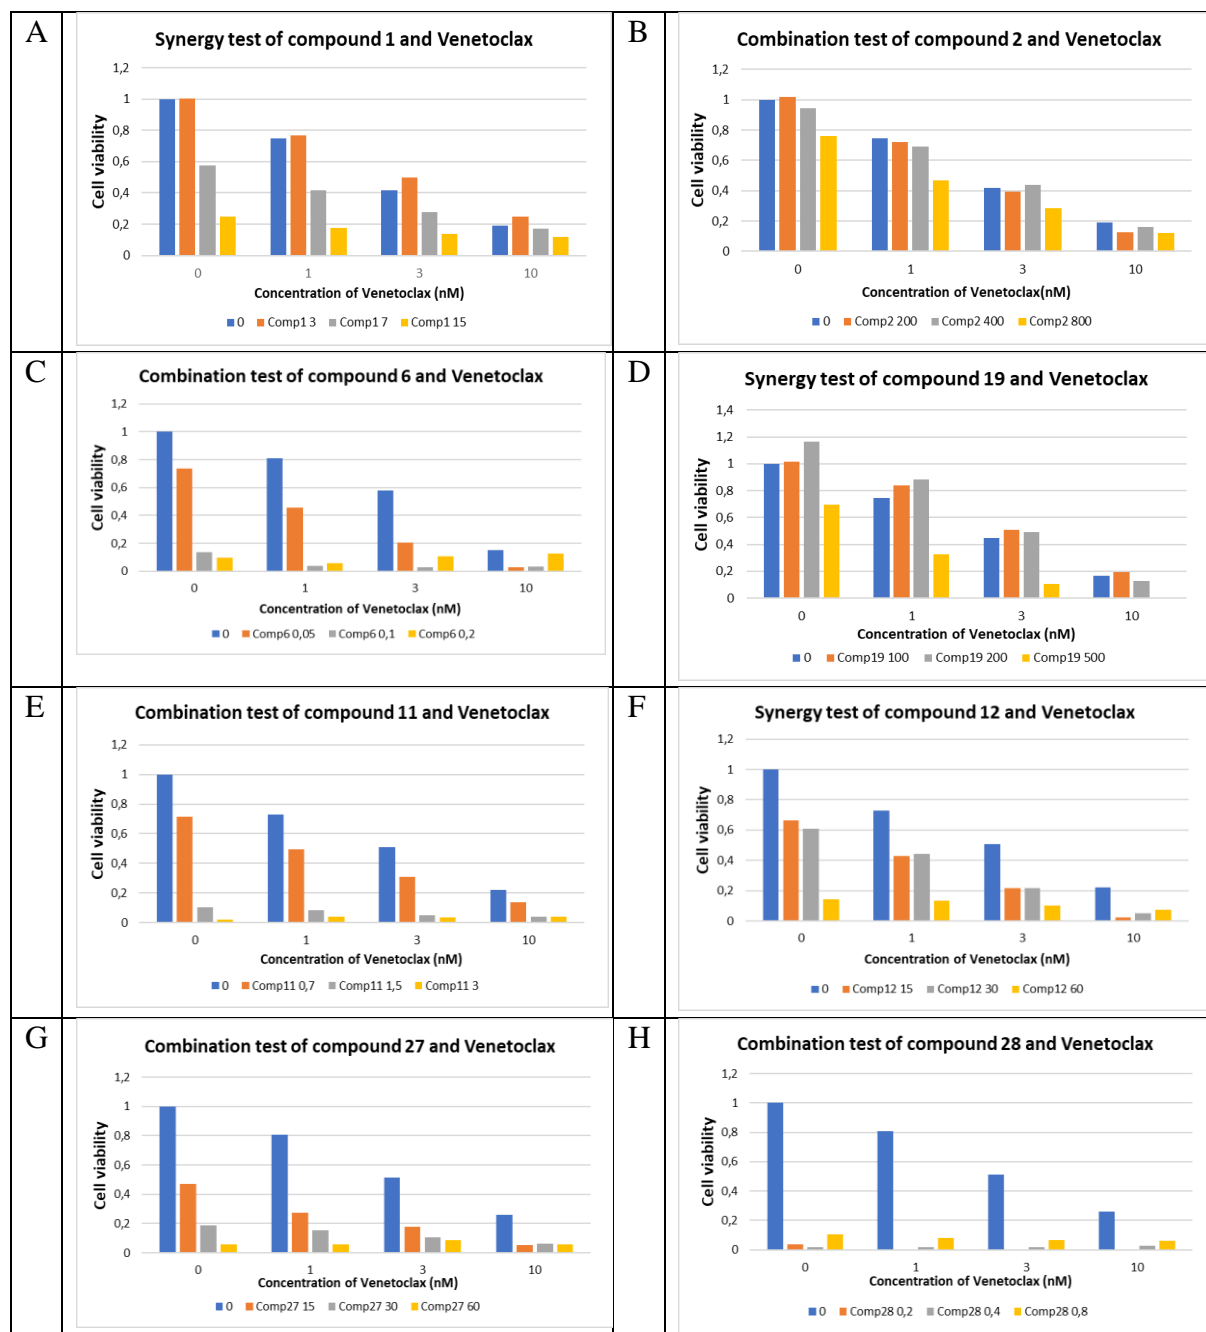 A
Synergy test of compound 1 and Venetoclax
1,2
1
0,8
0,6
0,4
0,2
0
Cell viability
0 1 3 10
Concentration of Venetoclax (nM)
0 Comp1 3 Comp1 7 Comp1 15
B
Combination test of compound 2 and Venetoclax
1,2
1
0,8
0,6
0,4
0,2
0
Cell viability
0 1 3 10
Concentration of Venetoclax(nM)
0 Comp2 200 Comp2 400 Comp2 800
C
Combination test of compound 6 and Venetoclax
1,2
1
0,8
0,6
0,4
0,2
0
Cell viability
0 1 3 10
Concentration of Venetoclax (nM)
0 Comp6 0,05 Comp6 0,1 Comp6 0,2
D
Synergy test of compound 19 and Venetoclax
1,4
1,2
1
0,8
0,6
0,4
0,2
0
Cell viability
0 1 3 10
Concentration of Venetoclax (nM)
0 Comp19 100 Comp19 200 Comp19 500
E
Combination test of compound 11 and Venetoclax
1,2
1
0,8
0,6
0,4
0,2
0
Cell viability
0 1 3 10
Concentration of Venetoclax (nM)
0 Comp11 0,7 Comp11 1,5 Comp11 3
F
Synergy test of compound 12 and Venetoclax
1,2
1
0,8
0,6
0,4
0,2
0
Cell viability
0 1 3 10
Concentration of Venetoclax (nM)
0 Comp12 15 Comp12 30 Comp12 60
G
Combination test of compound 27 and Venetoclax
1,2
1
0,8
0,6
0,4
0,2
0
Cell viability
0 1 3 10
Concentration of Venetoclax (nM)
0 Comp27 15 Comp27 30 Comp27 60
H
Combination test of compound 28 and Venetoclax
1,2
1
0,8
0,6
0,4
0,2
0
Cell viability
0 1 3 10
Concentration of Venetoclax (nM)
0 Comp28 0,2 Comp28 0,4 Comp28 0,8